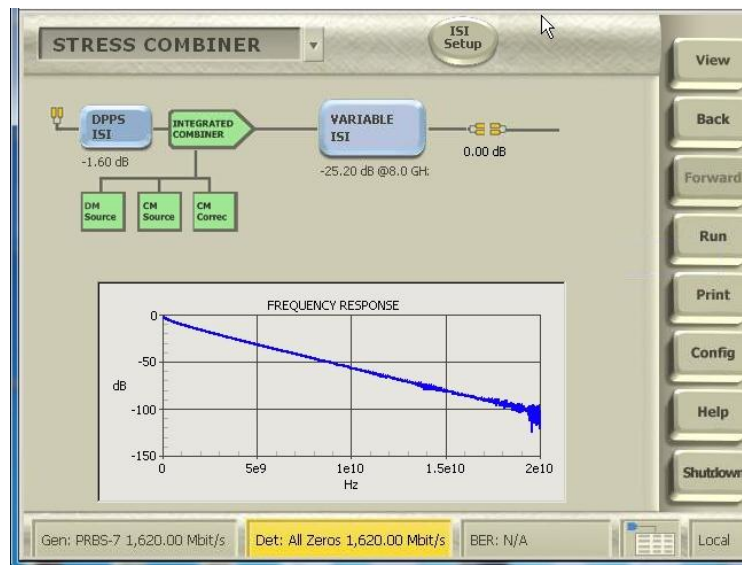 STRESS COMBINER
ISI
Setup
View
DPPS
ISI
INTEGRATED
COMBINER
VARIABLE
ISI
Back
-1.60 dB
-25.20 dB @8.0 GH:
0.00 dB
Forward
DM
Source
CM
Source
CM
Correc
Run
Print
FREQUENCY RESPONSE
0
-50
-100
-150
dB
0
5e9
1e10
1.5e10
2e10
Hz
Config
Help
Shutdown
Gen: PRBS-7 1,620.00 Mbit/s
Det: All Zeros 1,620.00 Mbit/s
BER: N/A
Local